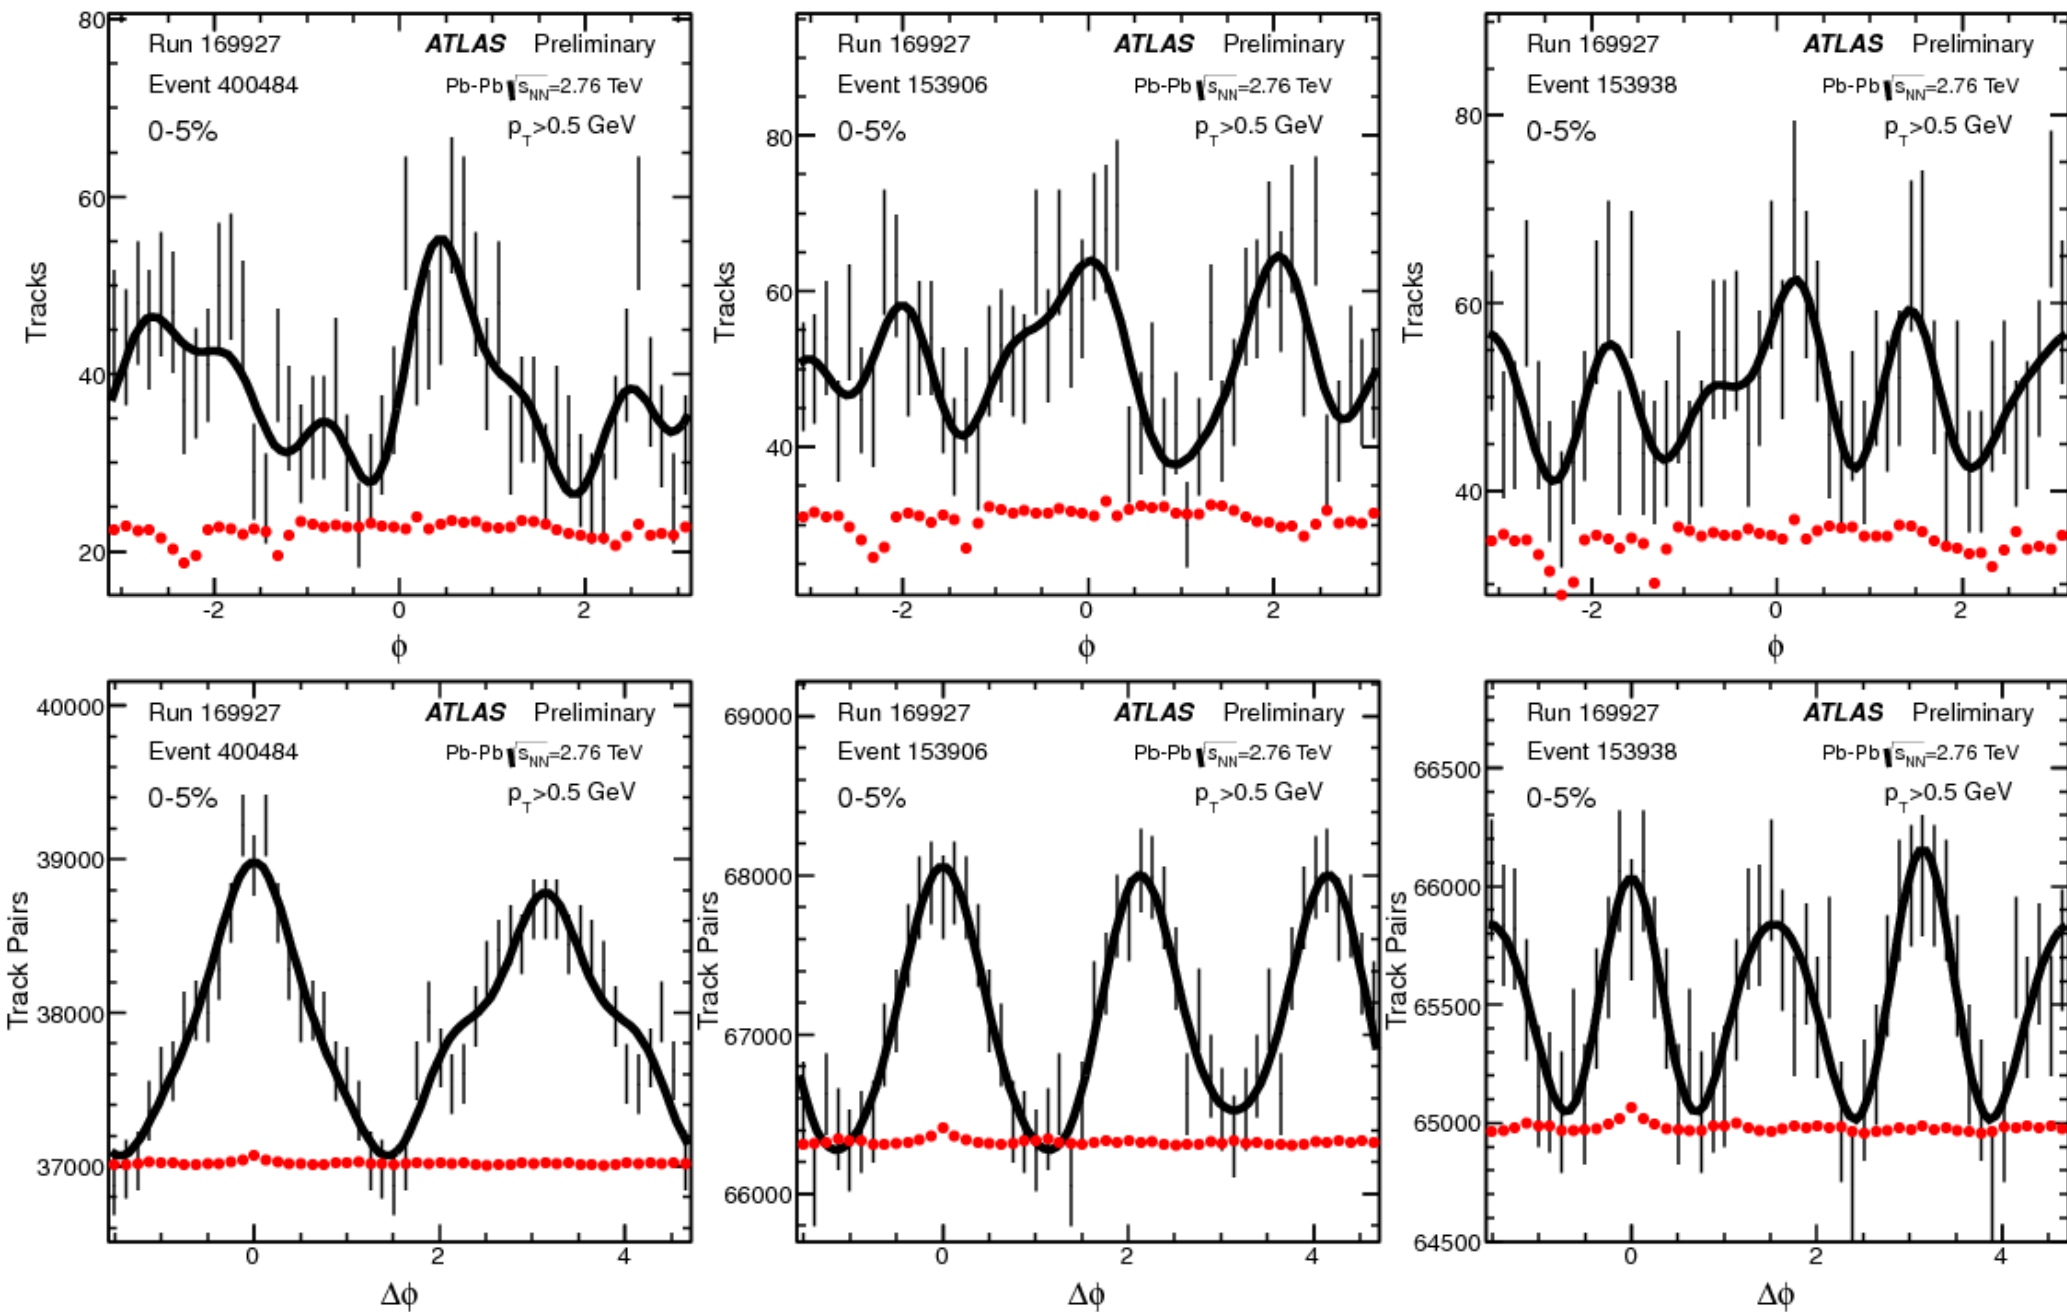 Run 169927 ATLAS Preliminary
Event 400484 Pb-Pb √sNN=2.76 TeV
0-5% pT>0.5 GeV
80
60
40
20
Tracks
-2 0 2
ϕ
Run 169927 ATLAS Preliminary
Event 153906 Pb-Pb √sNN=2.76 TeV
0-5% pT>0.5 GeV
80
60
40
Tracks
-2 0 2
ϕ
Run 169927 ATLAS Preliminary
Event 153938 Pb-Pb √sNN=2.76 TeV
0-5% pT>0.5 GeV
80
60
40
Tracks
-2 0 2
ϕ
Run 169927 ATLAS Preliminary
Event 400484 Pb-Pb √sNN=2.76 TeV
0-5% pT>0.5 GeV
40000
39000
38000
37000
Track Pairs
0 2 4
Δϕ
Run 169927 ATLAS Preliminary
Event 153906 Pb-Pb √sNN=2.76 TeV
0-5% pT>0.5 GeV
69000
68000
67000
66000
Track Pairs
0 2 4
Δϕ
Run 169927 ATLAS Preliminary
Event 153938 Pb-Pb √sNN=2.76 TeV
0-5% pT>0.5 GeV
66500
66000
65500
65000
64500
Track Pairs
0 2 4
Δϕ